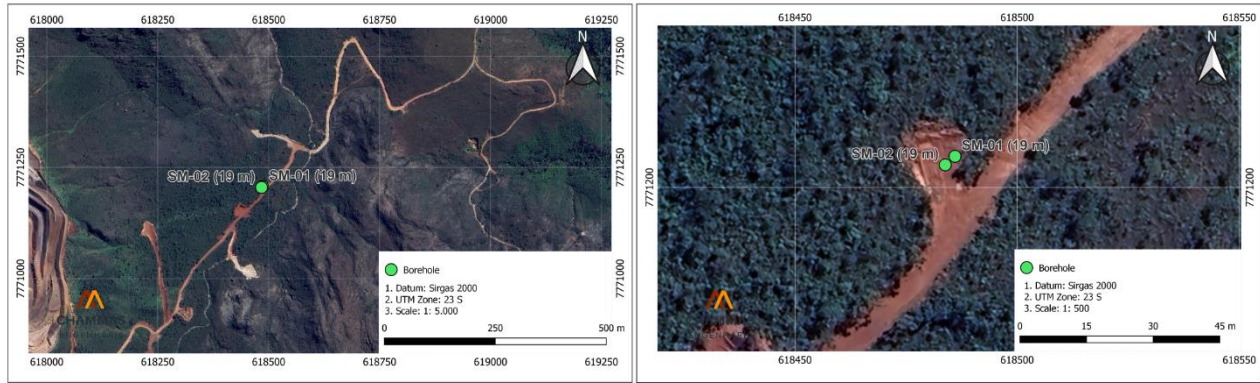 618000 618250 618500 618750 619000 619250
7771500
7771250
7771000
7771500
7771250
7771000
N
SM-02 (19 m) SM-01 (19 m)
Borehole
1. Datum: Sirgas 2000
2. UTM Zone: 23 S
3. Scale: 1: 5.000
0 250 500 m
618000 618250 618500 618750 619000 619250
618450 618500 618550
7771200
7771200
N
SM-02 (19 m) SM-01 (19 m)
Borehole
1. Datum: Sirgas 2000
2. UTM Zone: 23 S
3. Scale: 1: 500
0 15 30 45 m
618450 618500 618550